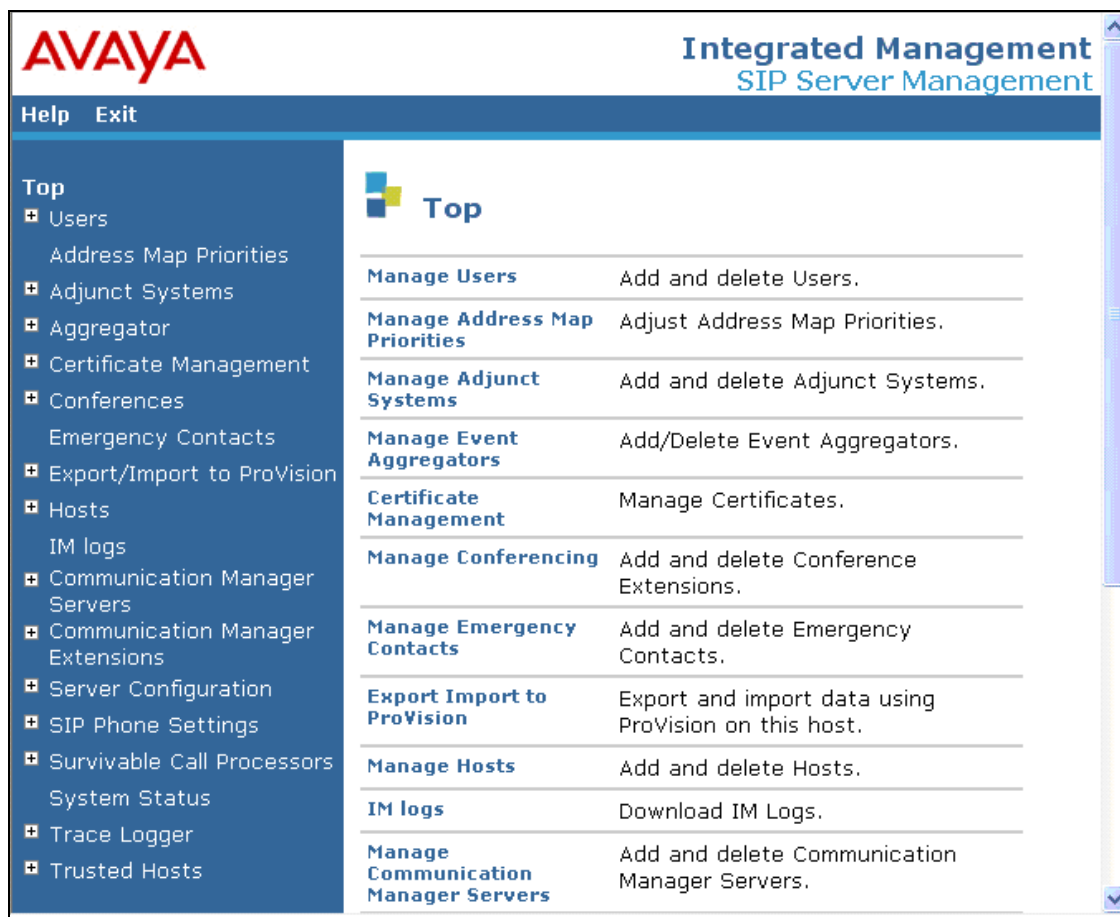 AVAYA
Integrated Management
SIP Server Management
Help Exit
Top
Users
Address Map Priorities
Adjunct Systems
Aggregator
Certificate Management
Conferences
Emergency Contacts
Export/Import to ProVision
Hosts
IM logs
Communication Manager
Servers
Communication Manager
Extensions
Server Configuration
SIP Phone Settings
Survivable Call Processors
System Status
Trace Logger
Trusted Hosts
Top
Manage Users Add and delete Users.
Manage Address Map Adjust Address Map Priorities.
Priorities
Manage Adjunct Add and delete Adjunct Systems.
Systems
Manage Event Add/Delete Event Aggregators.
Aggregators
Certificate Manage Certificates.
Management
Manage Conferencing Add and delete Conference
Extensions.
Manage Emergency Add and delete Emergency
Contacts Contacts.
Export Import to Export and import data using
ProVision ProVision on this host.
Manage Hosts Add and delete Hosts.
IM logs Download IM Logs.
Manage Add and delete Communication
Communication Manager Servers.
Manager Servers